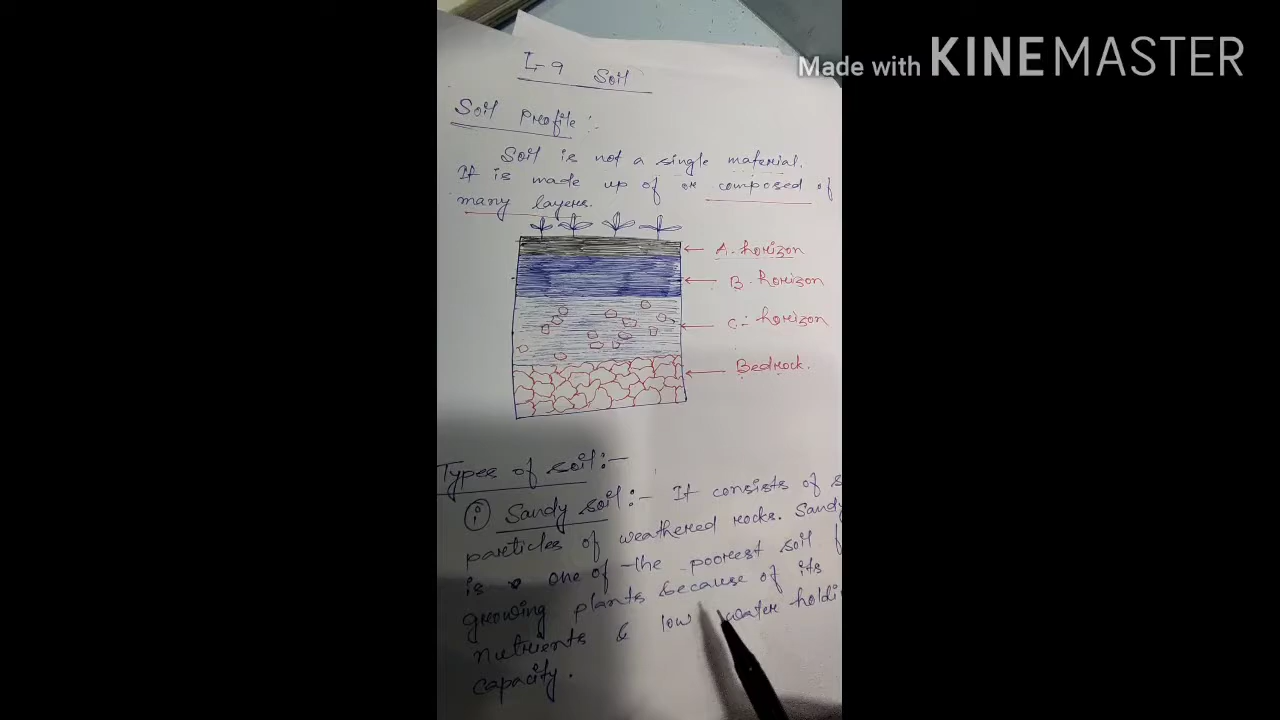 Made with KINEMASTER
L-9 Soil
Soil Profile:-
Soil is not a single material.
It is made up of or composed of
many layers.
A-horizon
B-horizon
C-horizon
Bedrock.
Types of soil:-
(i) Sandy soil:- It consists of
particles of weathered rocks. Sandy
is one of the poorest soil
growing plants because of its
nutrients & low water
capacity.